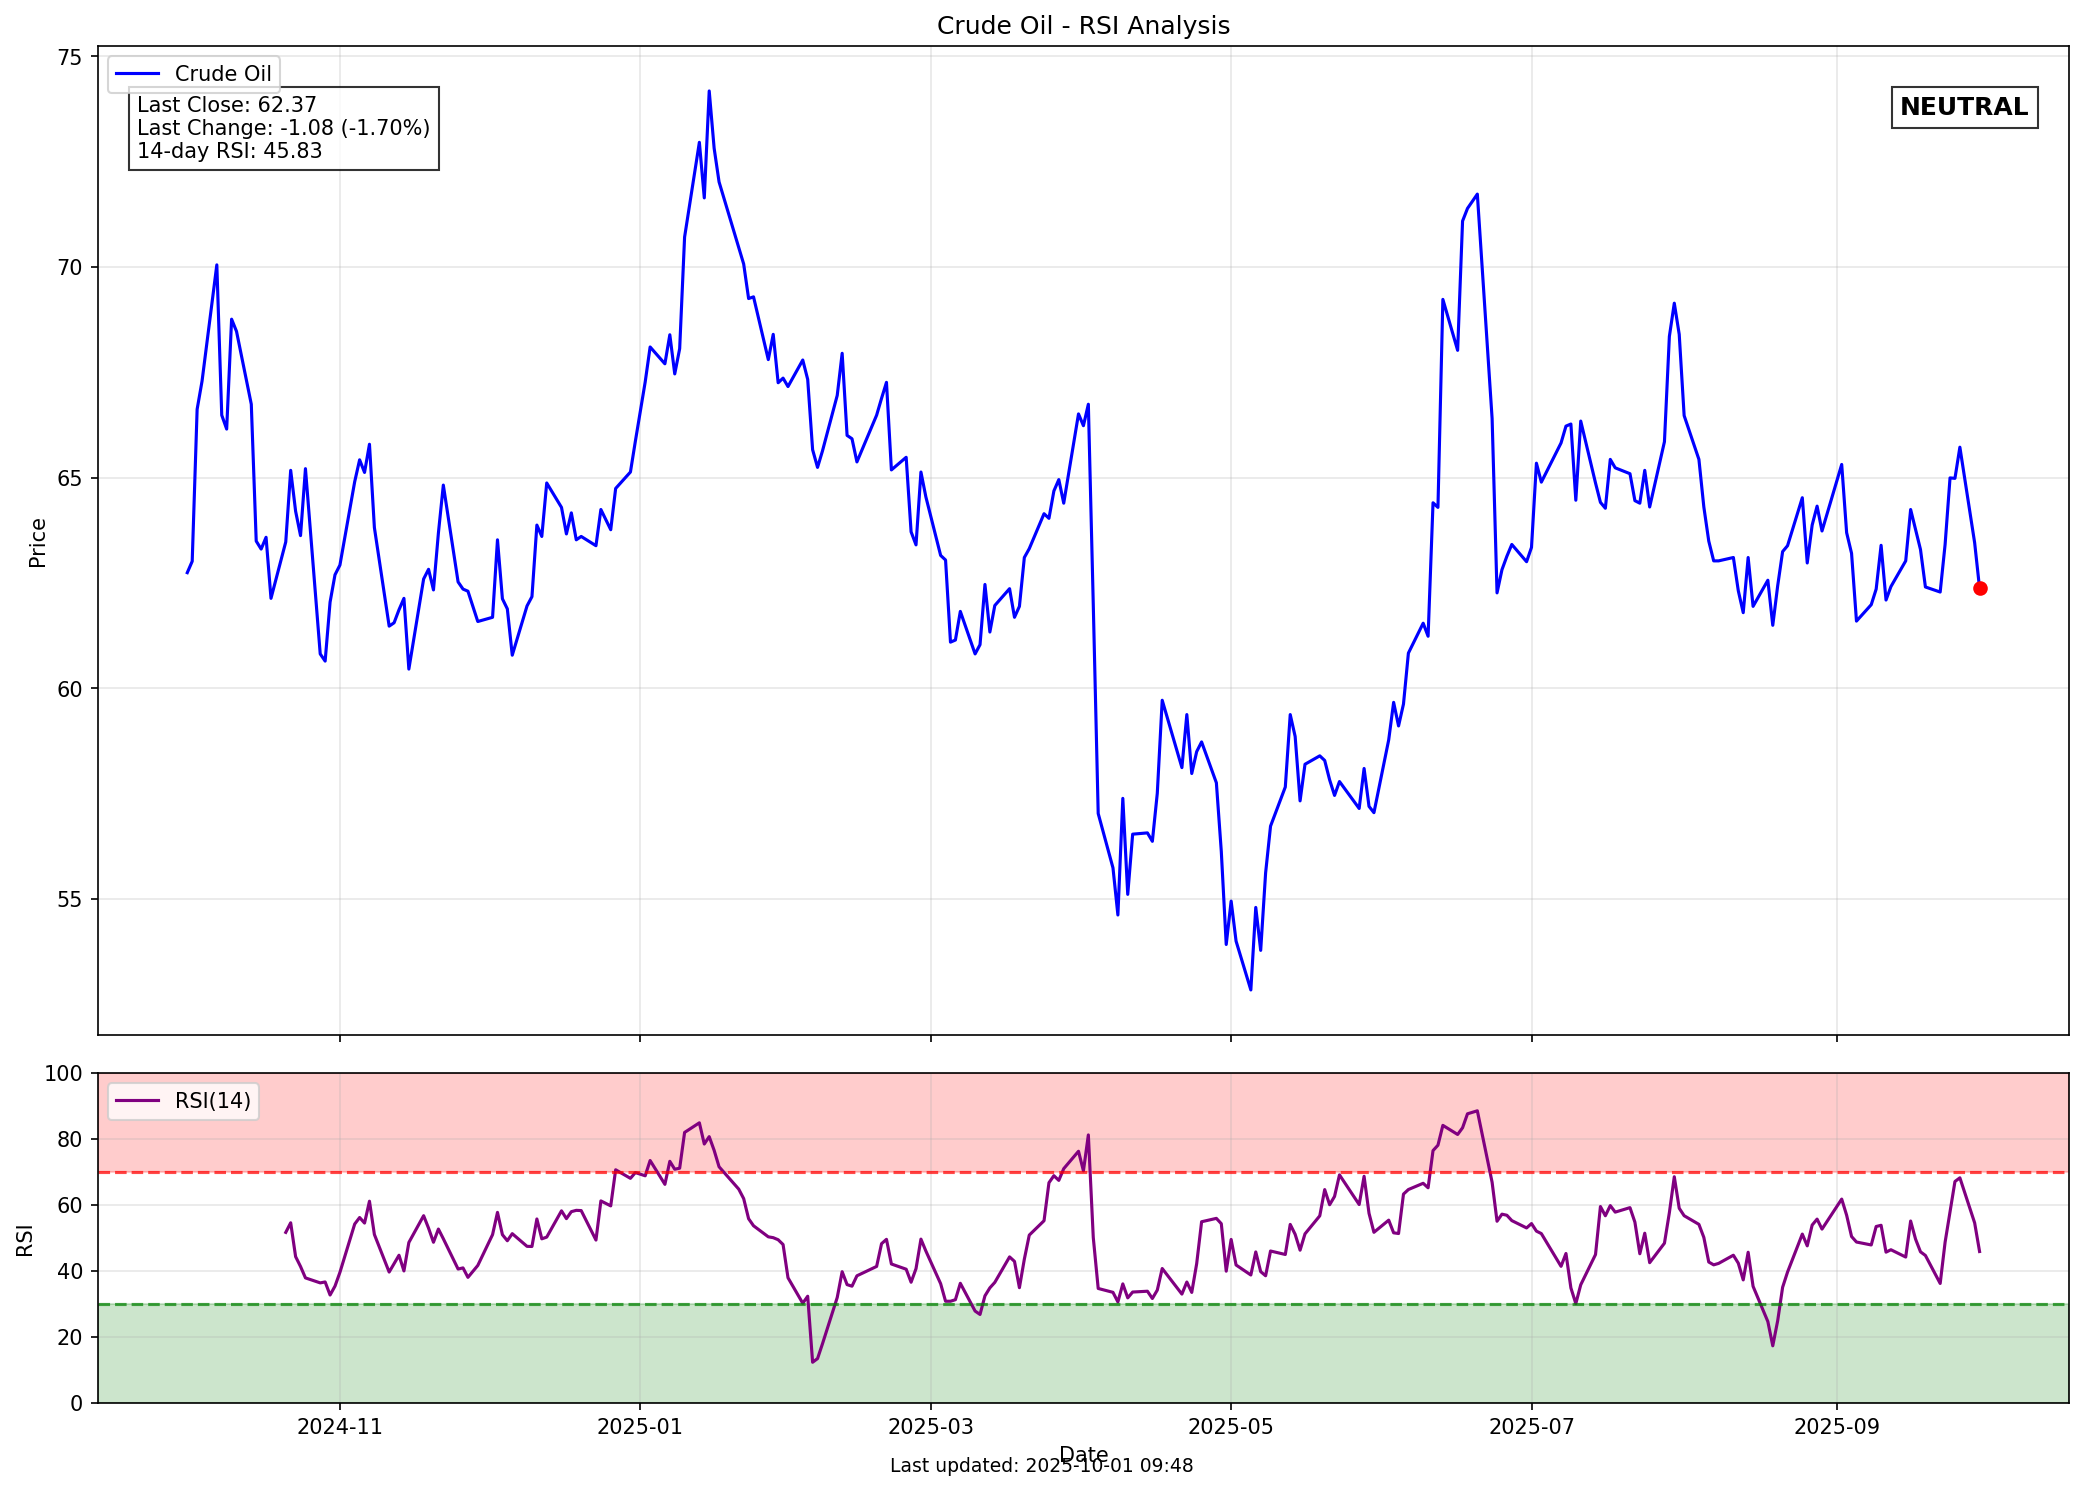 Crude Oil - RSI Analysis
75
Crude Oil
Last Close: 62.37
Last Change: -1.08 (-1.70%)
14-day RSI: 45.83
NEUTRAL
70
65
Price
60
55
100
RSI(14)
80
60
RSI
40
20
0
2024-11
2025-01
2025-03
2025-05
2025-07
2025-09
Date
Last updated: 2025-10-01 09:48